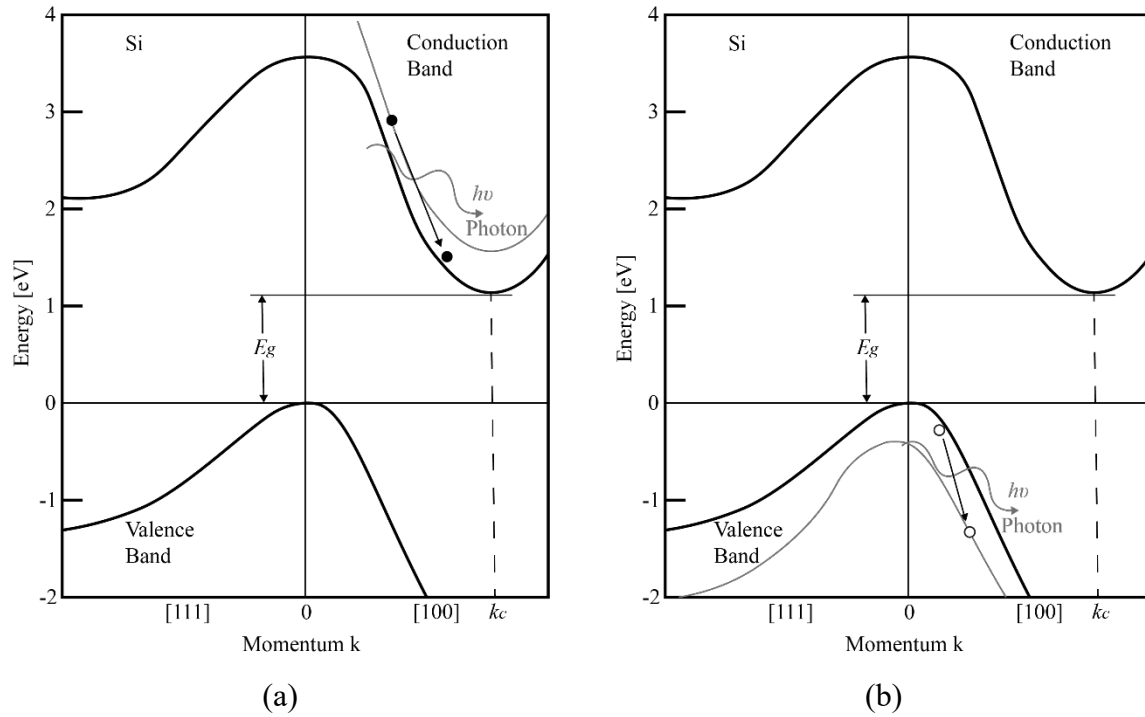 4
3
2
1
0
-1
-2
Energy [eV]
Si
Conduction
Band
hυ
Photon
Eg
Valence
Band
[111]
0
[100]
kc
Momentum k
(a)
4
3
2
1
0
-1
-2
Energy [eV]
Si
Conduction
Band
Eg
hυ
Photon
Valence
Band
[111]
0
[100]
kc
Momentum k
(b)